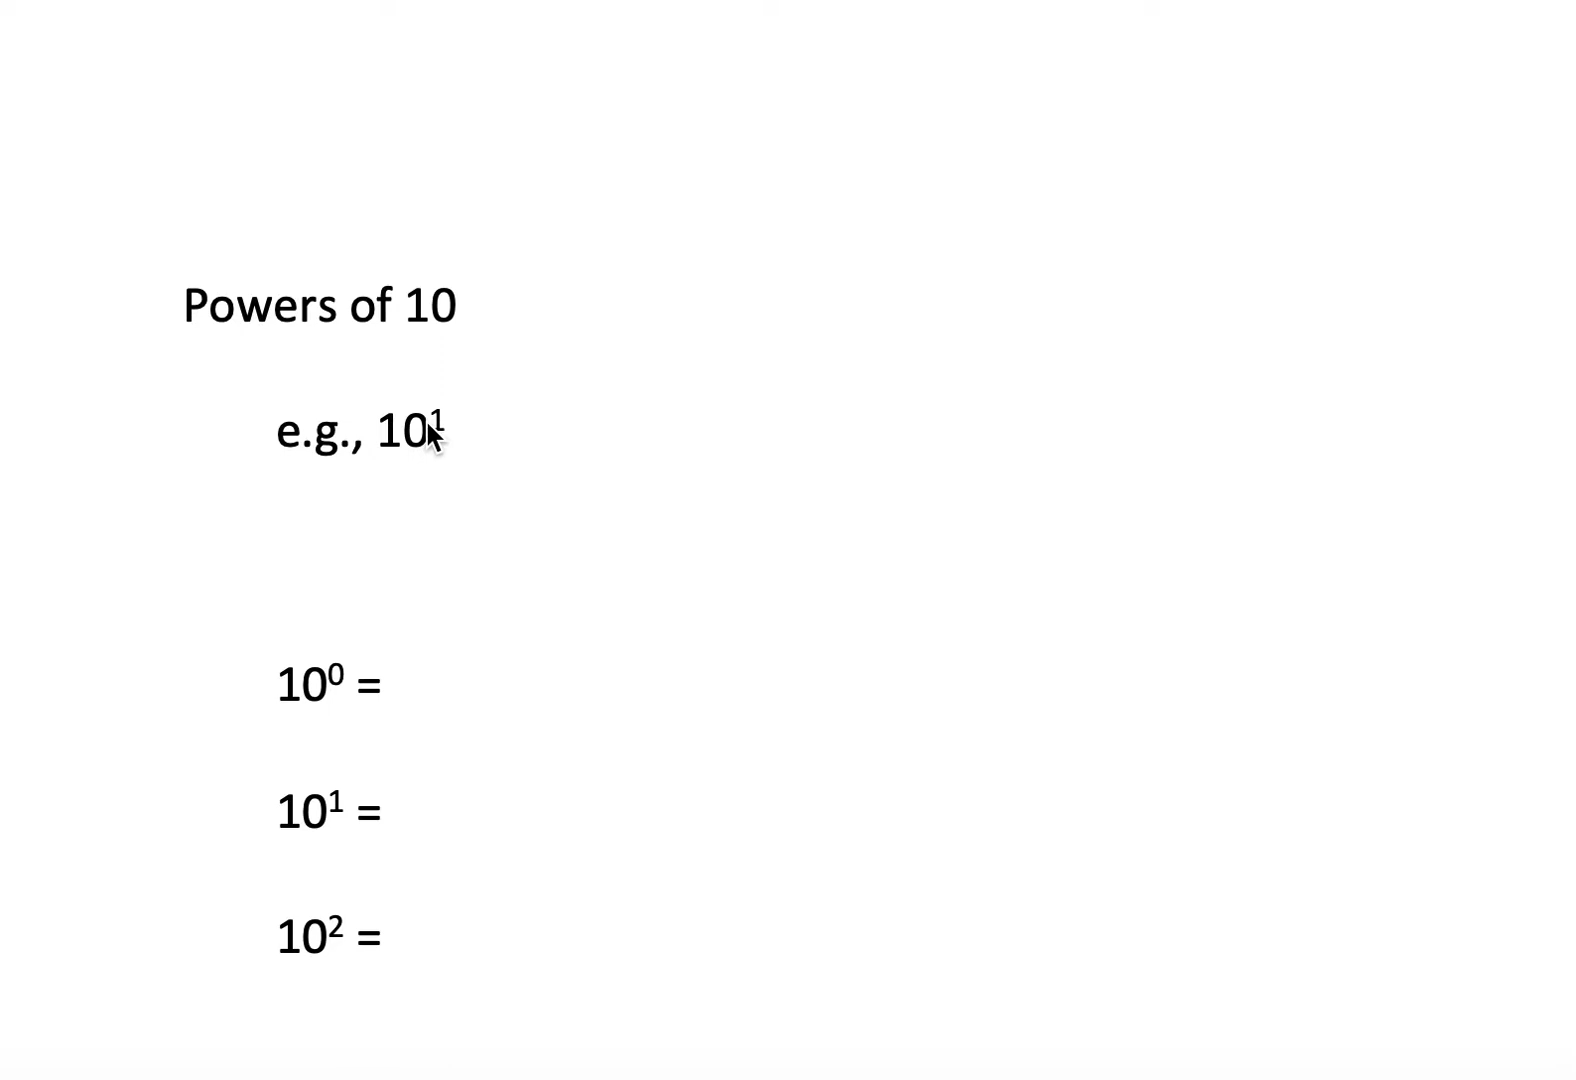 Powers of 10
e.g., 10¹
10⁰ =
10¹ =
10² =